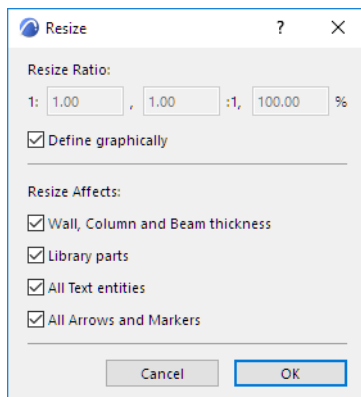 Resize ?
Resize Ratio:
1: 1.00 , 1.00 :1, 100.00 %
Define graphically
Resize Affects:
Wall, Column and Beam thickness
Library parts
All Text entities
All Arrows and Markers
Cancel OK